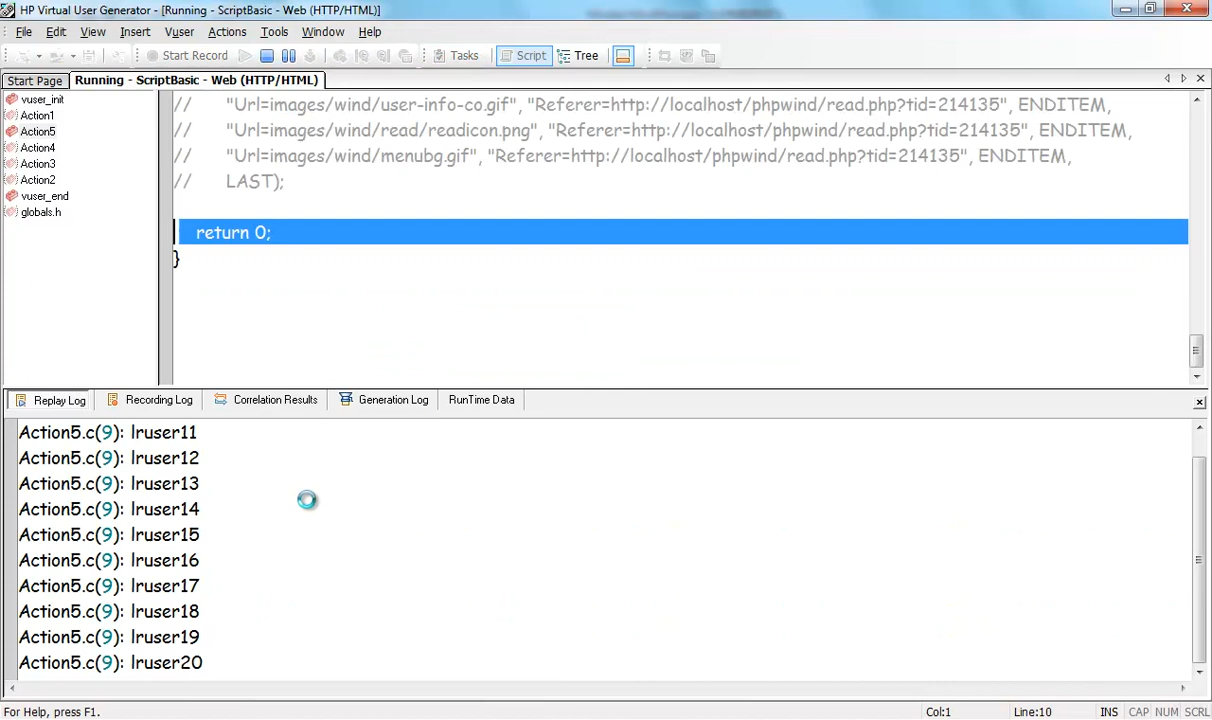 HP Virtual User Generator - [Running - ScriptBasic - Web (HTTP/HTML)]
File Edit View Insert Vuser Actions Tools Window Help
Start Record Tasks Script Tree
Start Page Running - ScriptBasic - Web (HTTP/HTML)
vuser_init
Action1
Action5
Action4
Action3
Action2
vuser_end
globals.h
// "Url=images/wind/user-info-co.gif", "Referer=http://localhost/phpwind/read.php?tid=214135", ENDITEM,
// "Url=images/wind/read/readicon.png", "Referer=http://localhost/phpwind/read.php?tid=214135", ENDITEM,
// "Url=images/wind/menubg.gif", "Referer=http://localhost/phpwind/read.php?tid=214135", ENDITEM,
// LAST);
return 0;
}
Replay Log Recording Log Correlation Results Generation Log RunTime Data
Action5.c(9): lruser11
Action5.c(9): lruser12
Action5.c(9): lruser13
Action5.c(9): lruser14
Action5.c(9): lruser15
Action5.c(9): lruser16
Action5.c(9): lruser17
Action5.c(9): lruser18
Action5.c(9): lruser19
Action5.c(9): lruser20
For Help, press F1. Col:1 Line:10 INS CAP NUM SCRL